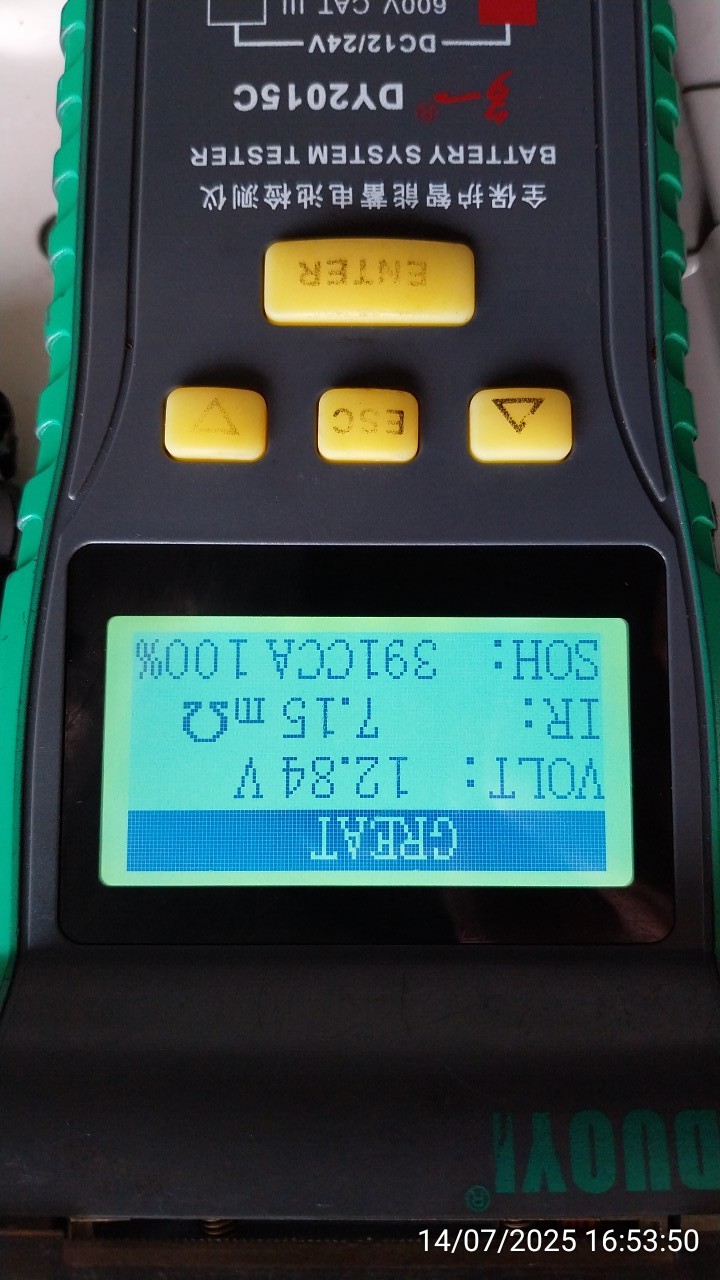 DUOYI®
GREAT
VOLT: 12.84 V
IR: 7.15 mΩ
SOH: 391CCA 100%
ESC
ENTER
全保护智能蓄电池检测仪
BATTERY SYSTEM TESTER
® DY2015C
DC12/24V
600V CAT III
14/07/2025 16:53:50